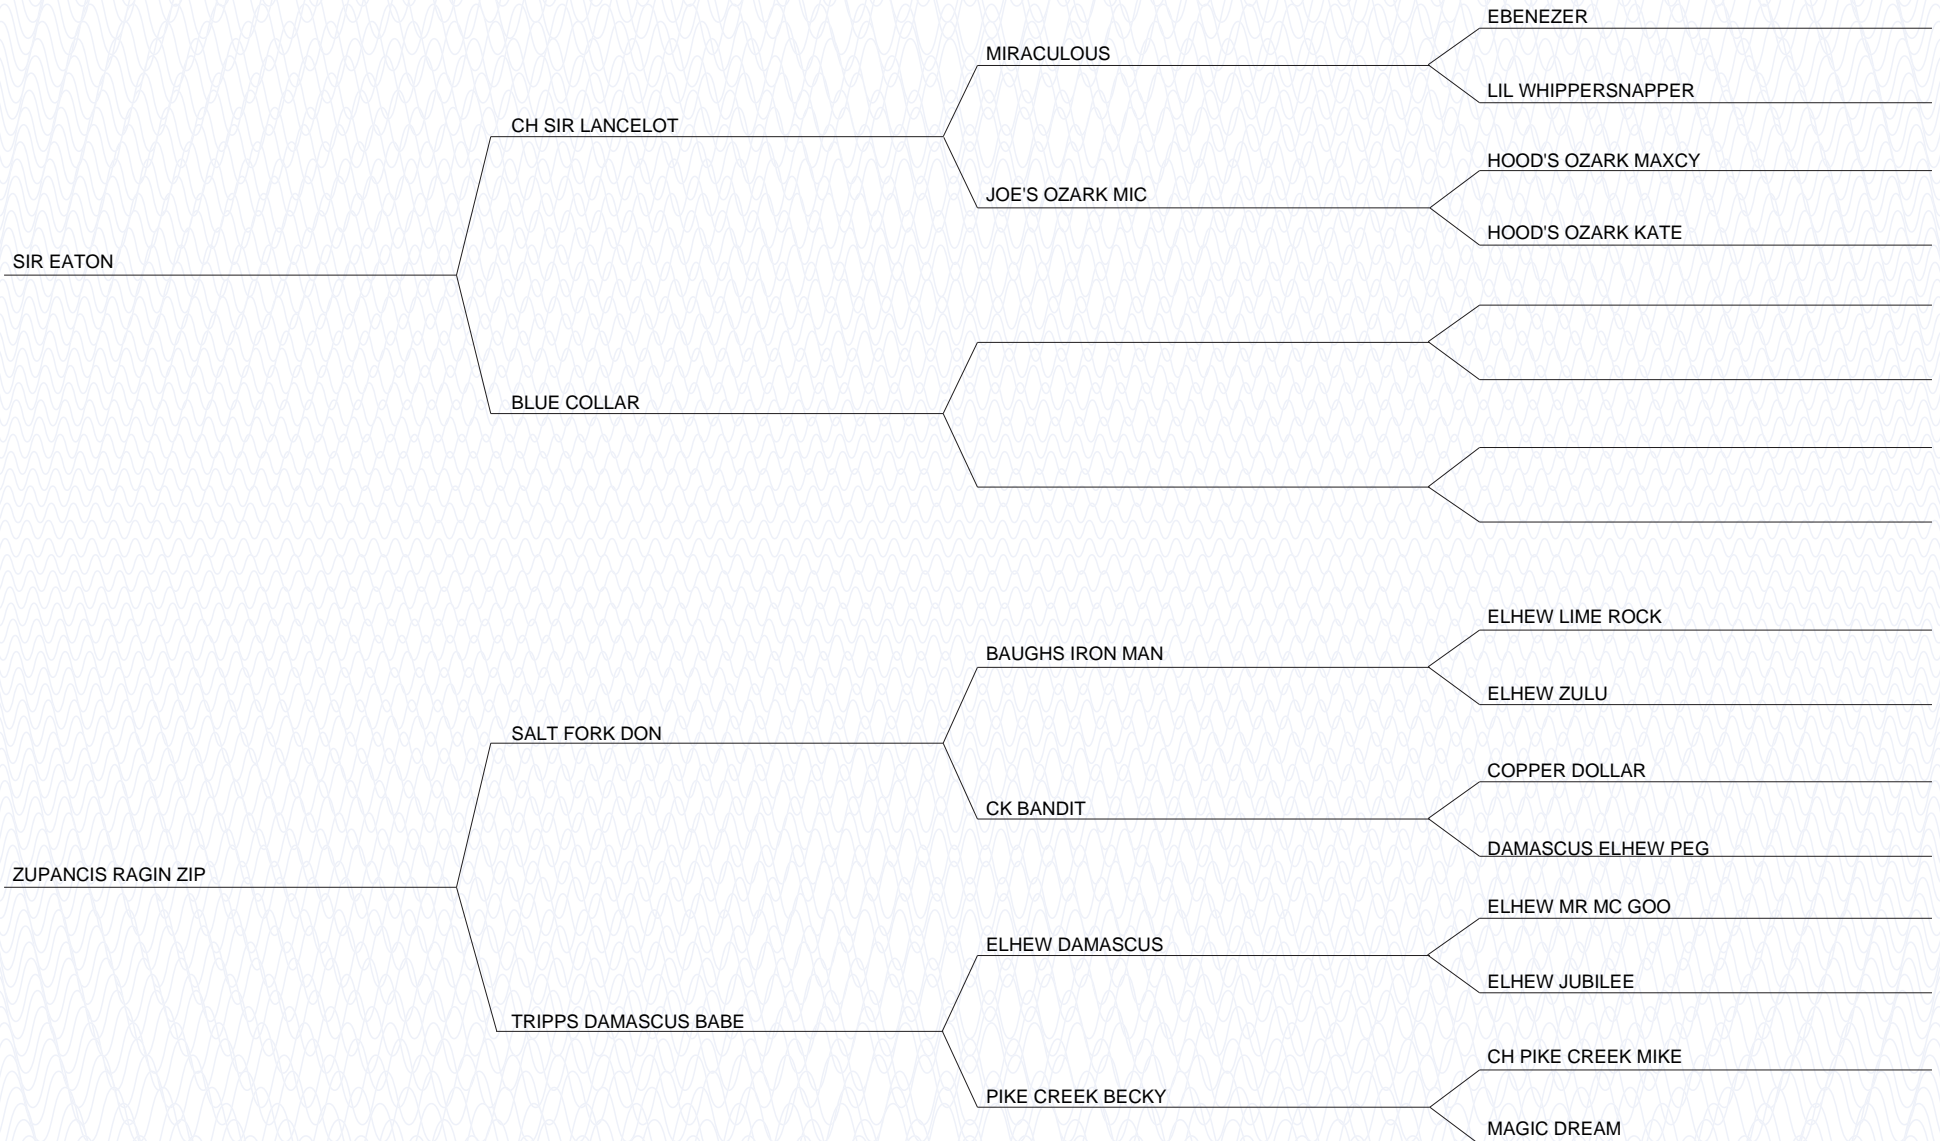 EBENEZER
MIRACULOUS
LIL WHIPPERSNAPPER
CH SIR LANCELOT
HOOD'S OZARK MAXCY
JOE'S OZARK MIC
HOOD'S OZARK KATE
SIR EATON
BLUE COLLAR
ELHEW LIME ROCK
BAUGHS IRON MAN
ELHEW ZULU
SALT FORK DON
COPPER DOLLAR
CK BANDIT
DAMASCUS ELHEW PEG
ZUPANCIS RAGIN ZIP
ELHEW MR MC GOO
ELHEW DAMASCUS
ELHEW JUBILEE
TRIPPS DAMASCUS BABE
CH PIKE CREEK MIKE
PIKE CREEK BECKY
MAGIC DREAM